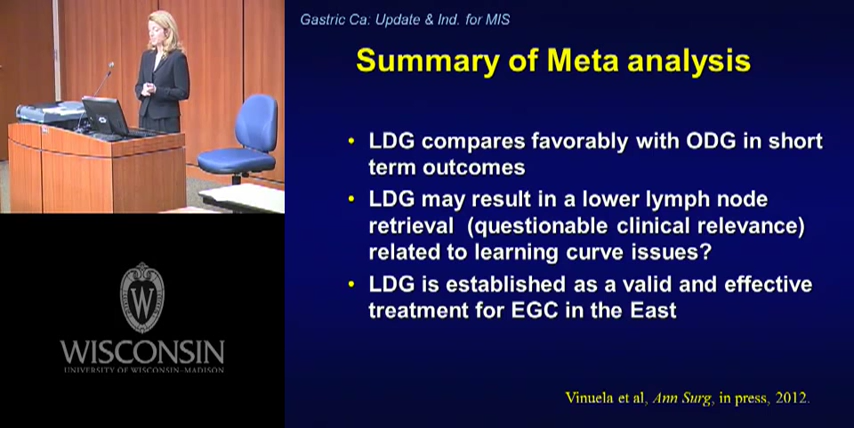 Gastric Ca: Update & Ind. for MIS
Summary of Meta analysis
• LDG compares favorably with ODG in short
term outcomes
• LDG may result in a lower lymph node
retrieval (questionable clinical relevance)
related to learning curve issues?
• LDG is established as a valid and effective
treatment for EGC in the East
Vinuela et al, Ann Surg, in press, 2012.
W
WISCONSIN
UNIVERSITY OF WISCONSIN–MADISON